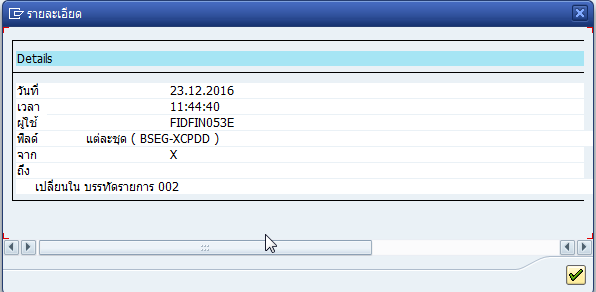 รายละเอียด
Details
วันที่ 23.12.2016
เวลา 11:44:40
ผู้ใช้ FIDFIN053E
ฟิลด์ แต่ละชุด ( BSEG-XCPDD )
จาก X
ถึง
เปลี่ยนใน บรรทัดรายการ 002